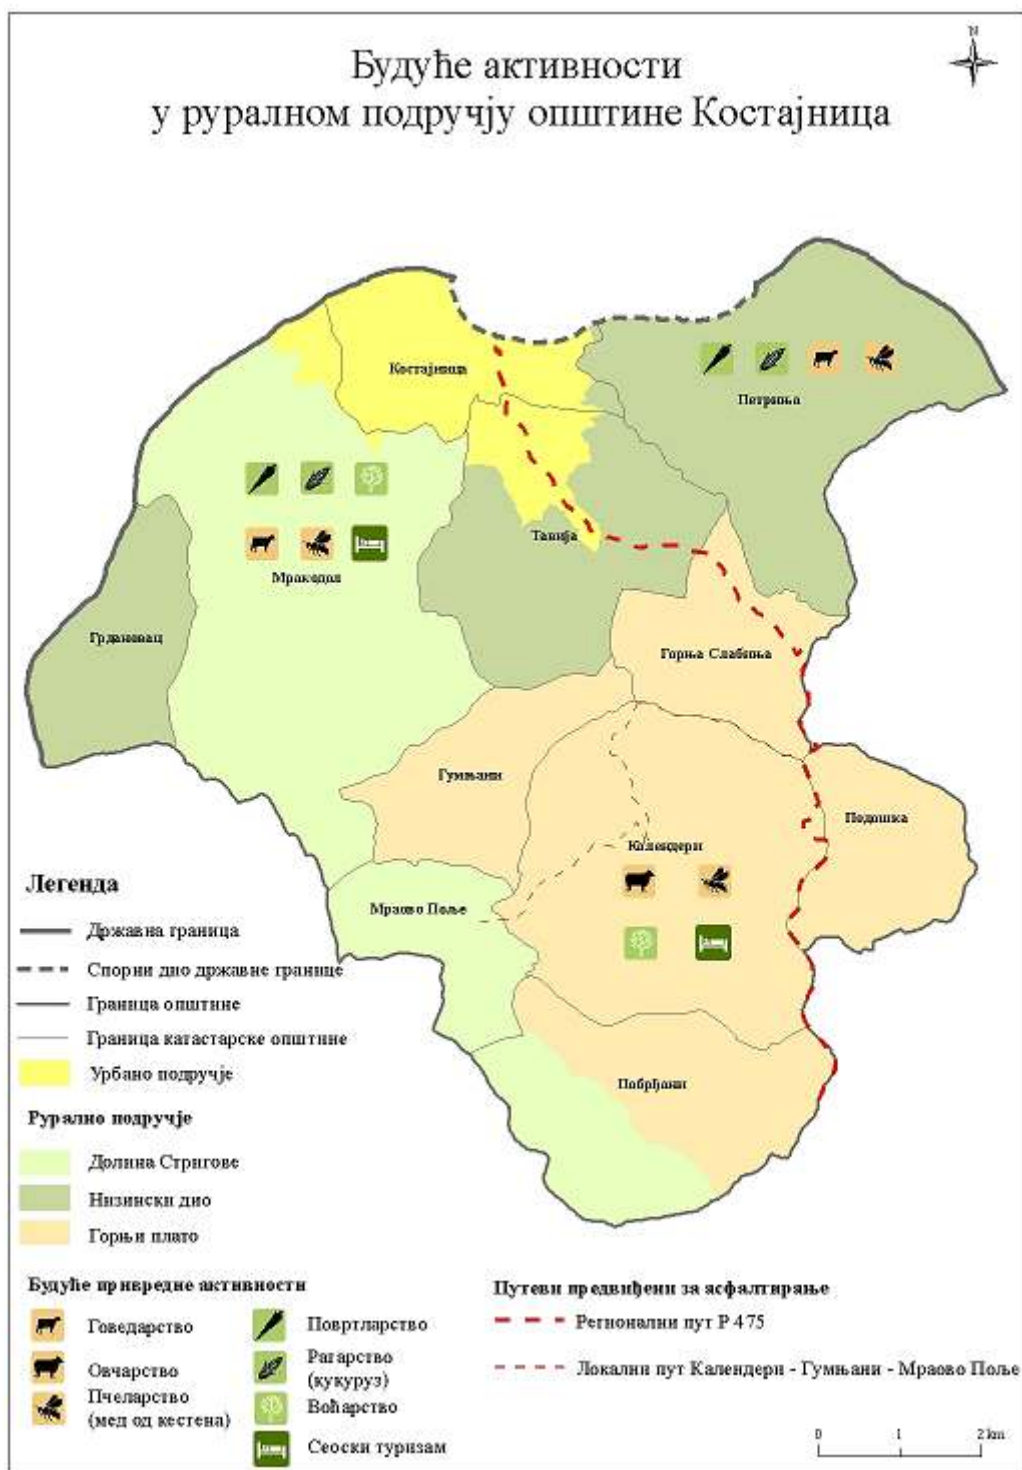 N
Будуће активности
у руралном подручју општине Костајница
Костајница
Петриња
Тавија
Мракодол
Грдановац
Горња Слабиња
Гумњани
Подошка
Календери
Мраово Поље
Побрђани
Легенда
Државна граница
Спорни дио државне границе
Граница општине
Граница катастарске општине
Урбано подручје
Рурално подручје
Долина Стригове
Низински дио
Горњи плато
Будуће привредне активности
Говедарство
Овчарство
Пчеларство
(мед од кестена)
Повртларство
Рагарство
(кукуруз)
Воћарство
Сеоски туризам
Путеви предвиђени за асфалтирање
Регионални пут Р 475
Локални пут Календери - Гумњани - Мраово Поље
0 1 2 km